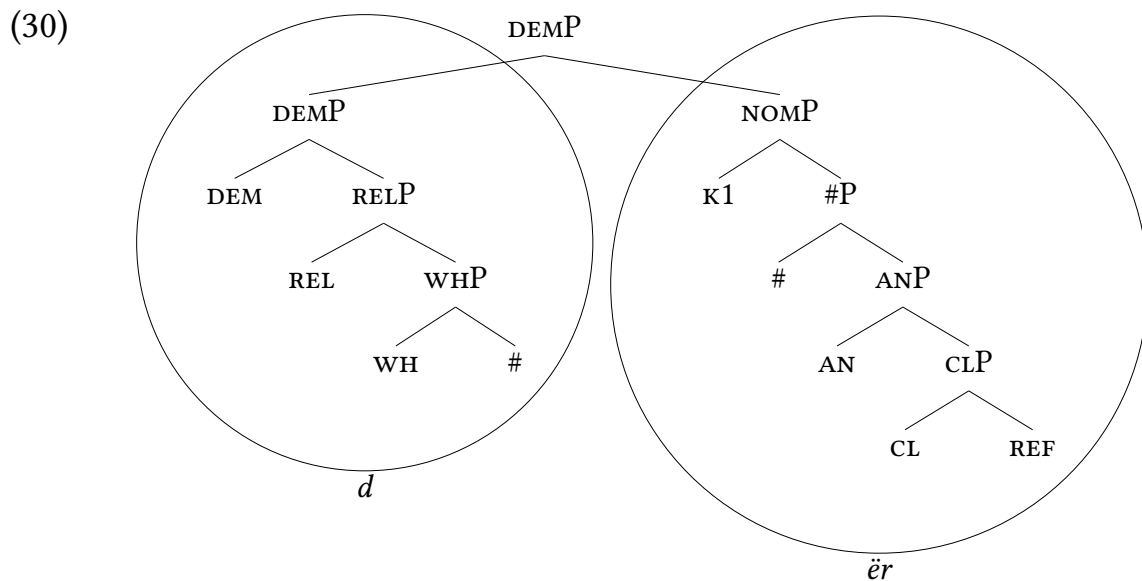 (30) DEMP
DEMP NOMP
DEM RELP K1 #P
REL WHP # ANP
WH # AN CLP
CL REF
d
ër